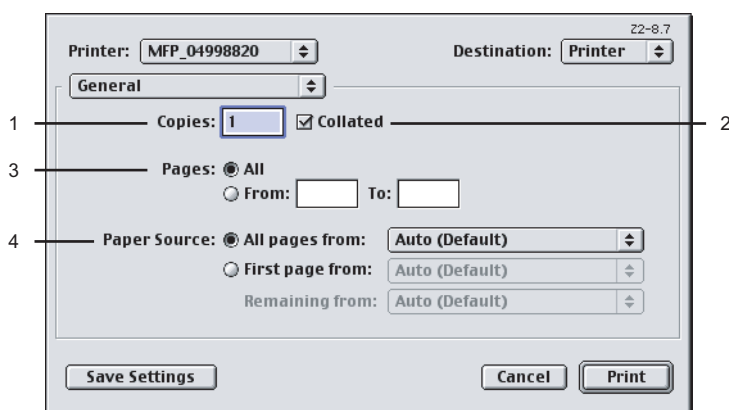 Z2-8.7
Printer: MFP_04998820 Destination: Printer
General
1 Copies: 1 Collated 2
3 Pages: All
From: To:
4 Paper Source: All pages from: Auto (Default)
First page from: Auto (Default)
Remaining from: Auto (Default)
Save Settings Cancel Print